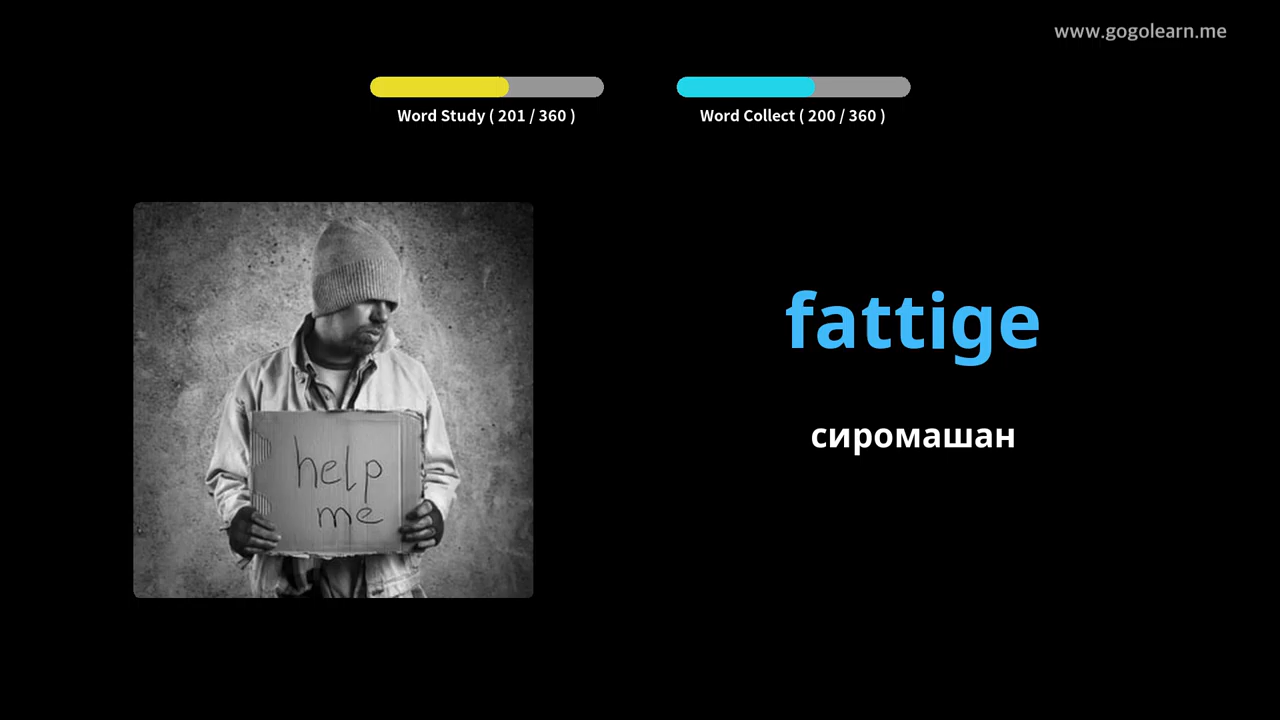 www.gogolearn.me
Word Study ( 201 / 360 )
Word Collect ( 200 / 360 )
help
me
fattige
сиромашан